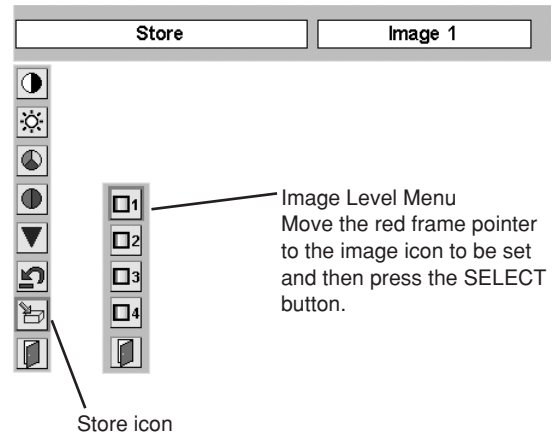 Store
Image 1
1
2
3
4
Image Level Menu
Move the red frame pointer
to the image icon to be set
and then press the SELECT
button.
Store icon